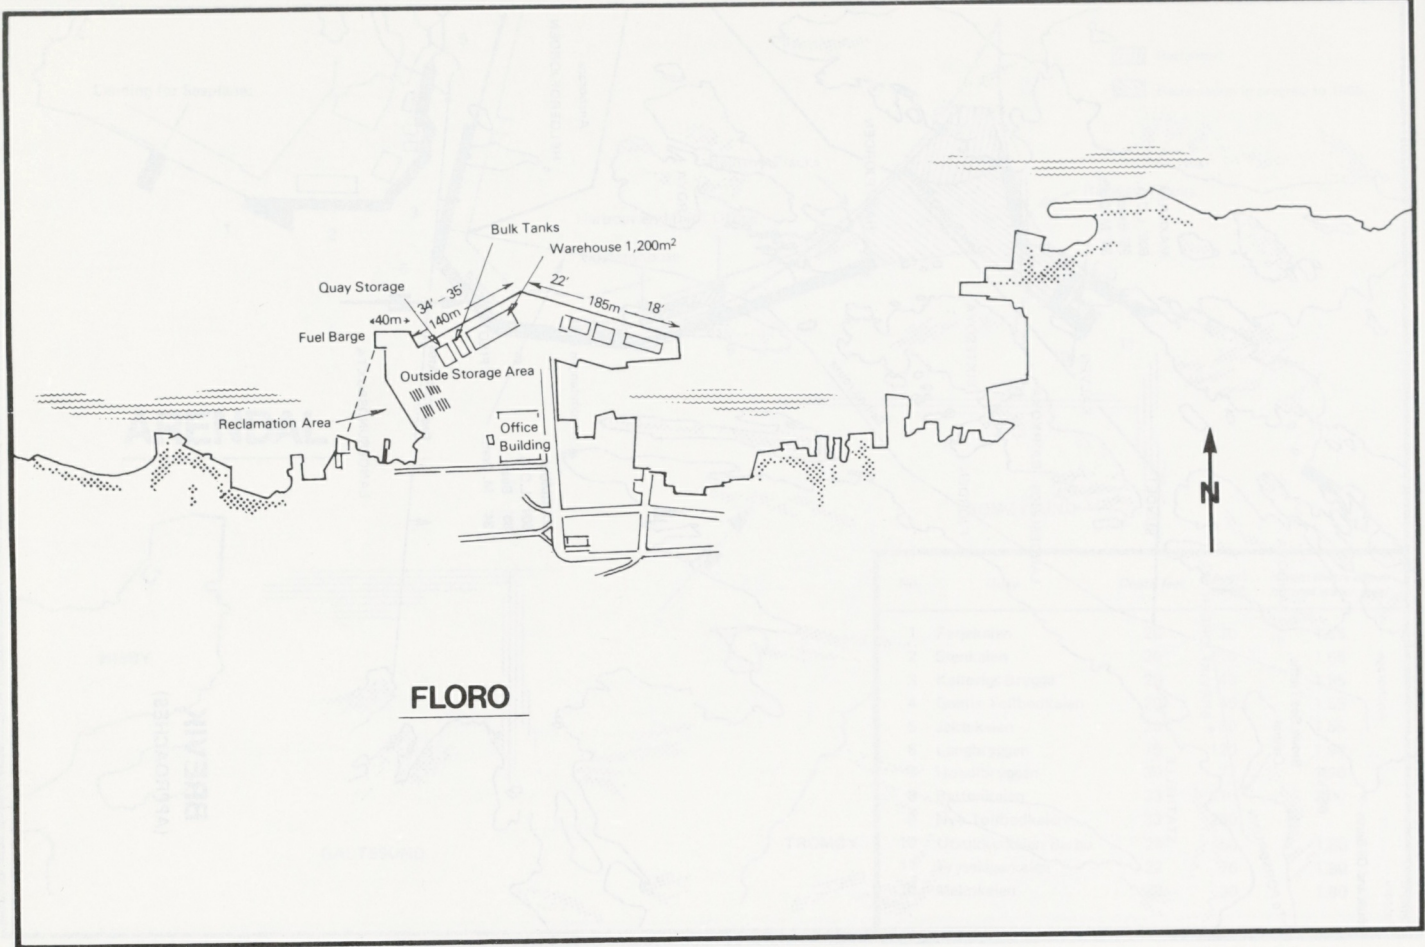 Bulk Tanks
Warehouse 1,200m²
Quay Storage
34' – 35'
22'
185m
18'
40m
140m
Fuel Barge
Outside Storage Area
Reclamation Area
Office
Building
N
FLORO